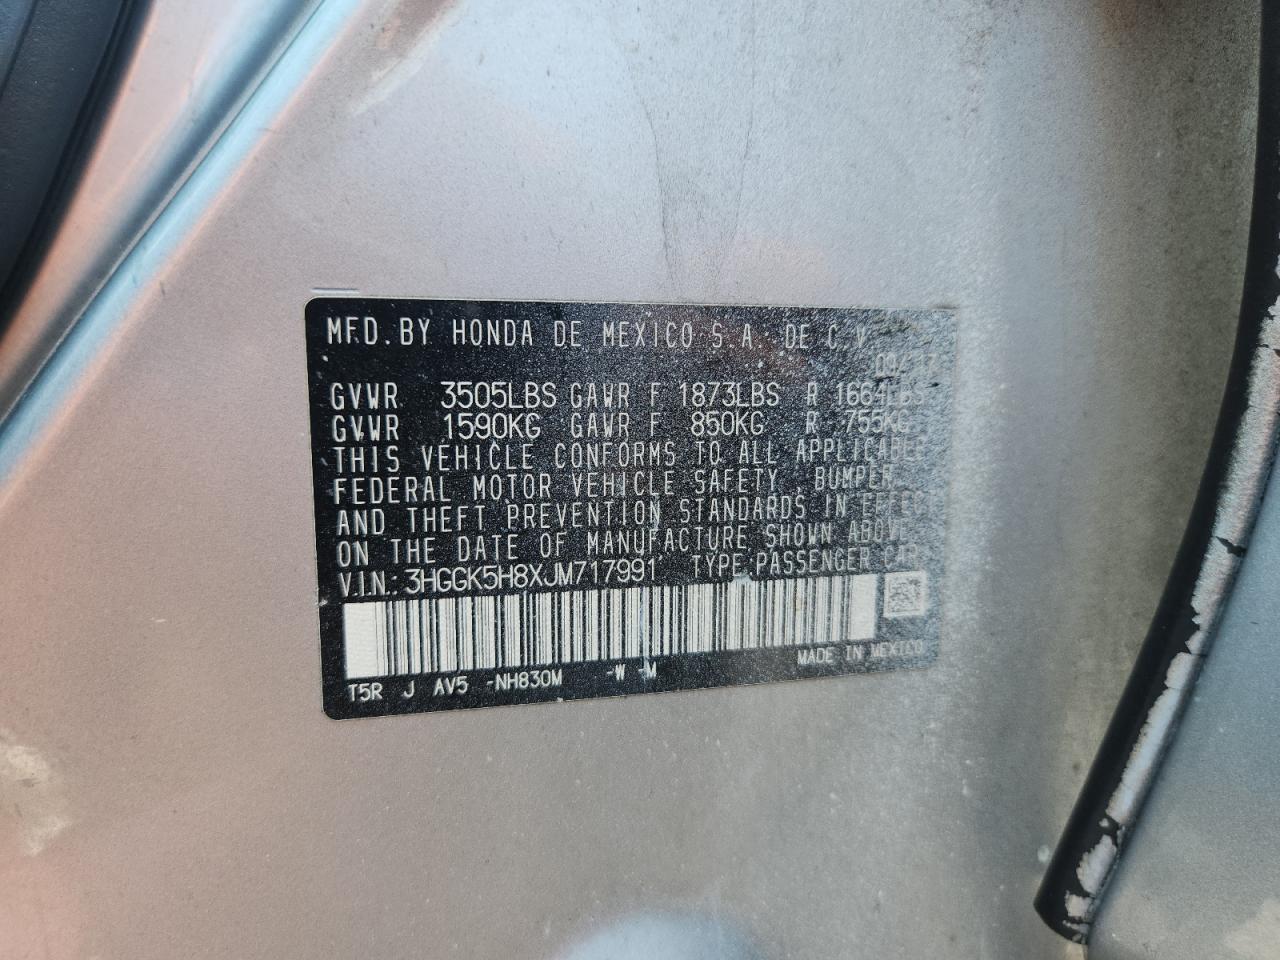 MFD. BY HONDA DE MEXICO S.A. DE C.V.
GVWR 3505LBS GAWR F 1873LBS R 1664LBS
GVWR 1590KG GAWR F 850KG R 755KG
THIS VEHICLE CONFORMS TO ALL APPLICABLE
FEDERAL MOTOR VEHICLE SAFETY, BUMPER,
AND THEFT PREVENTION STANDARDS IN EFFECT
ON THE DATE OF MANUFACTURE SHOWN ABOVE.
V.I.N.: 3HGGK5H8XJM717991 TYPE:PASSENGER CAR
T5R J AV5 -NH830M -W -M MADE IN MEXICO